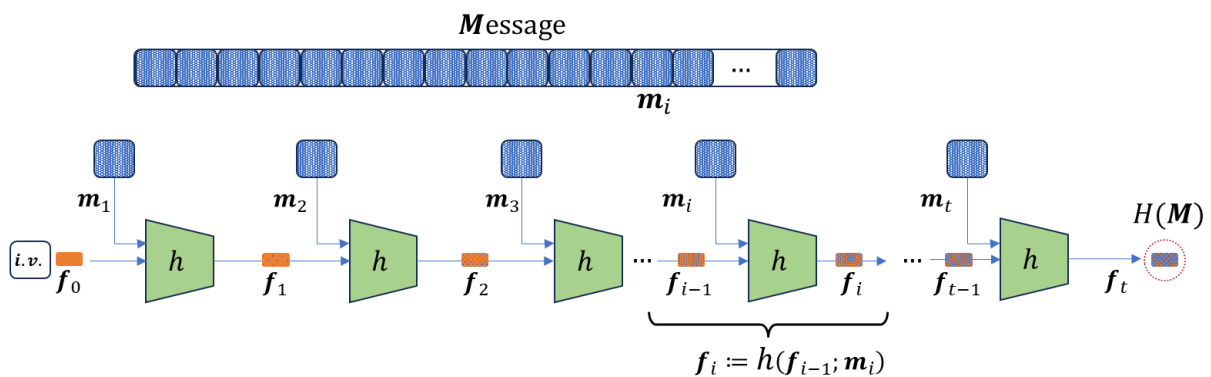 Message
...
m_i
m_1 m_2 m_3 m_i m_t
H(M)
i.v. h h h ... h ... h
f_0 f_1 f_2 f_{i−1} f_i f_{t−1} f_t
f_i ≔ h(f_{i−1}; m_i)